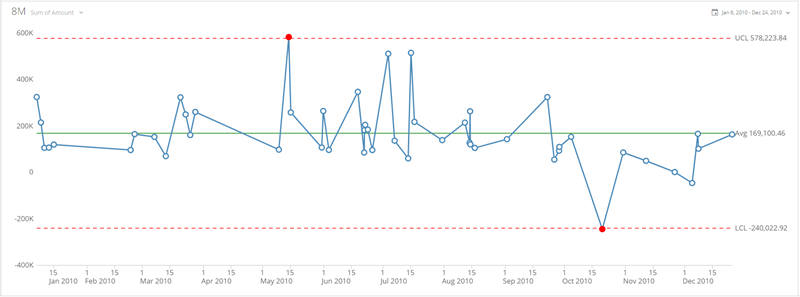 8M Sum of Amount Jan 6, 2010 - Dec 24, 2010
600K UCL 578,223.84
400K
200K Avg 169,100.46
0
-200K LCL -240,022.92
-400K
15 1 15 1 15 1 15 1 15 1 15 1 15 1 15 1 15 1 15 1 15 1 15
Jan 2010 Feb 2010 Mar 2010 Apr 2010 May 2010 Jun 2010 Jul 2010 Aug 2010 Sep 2010 Oct 2010 Nov 2010 Dec 2010